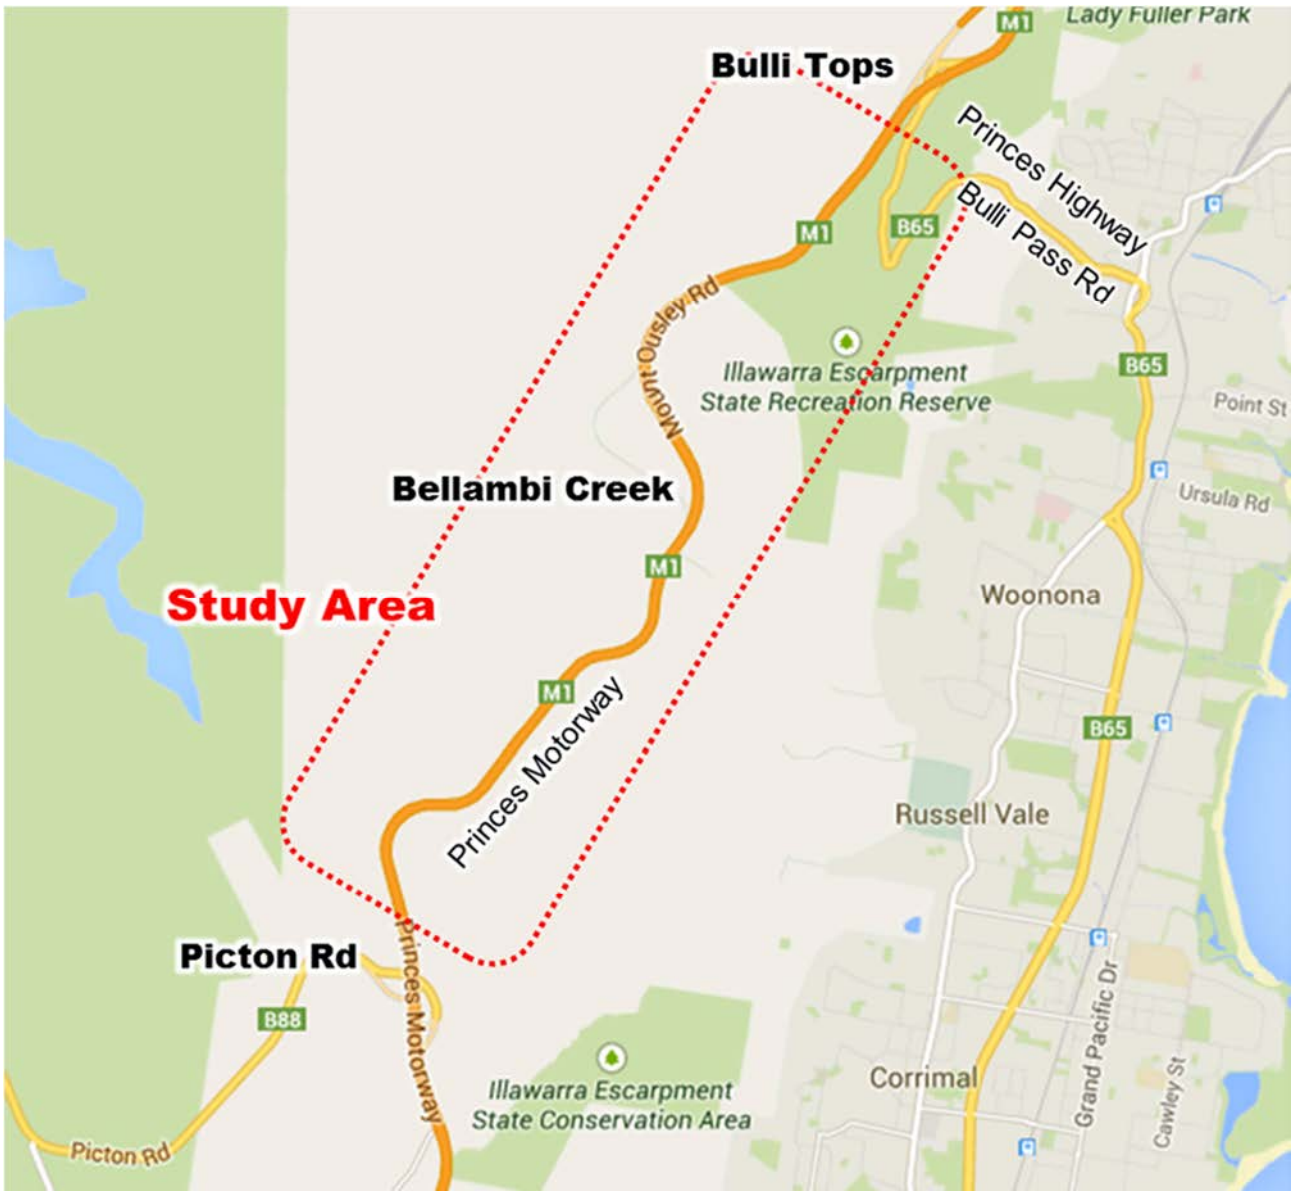 M1
Lady Fuller Park
Bulli Tops
Princes Highway
Bulli Pass Rd
M1
B65
Mount Ousley Rd
Illawarra Escarpment
State Recreation Reserve
B65
Point St
Bellambi Creek
Ursula Rd
M1
Study Area
Woonona
M1
Princes Motorway
B65
Russell Vale
Picton Rd
Princes Motorway
B88
Grand Pacific Dr
Illawarra Escarpment
State Conservation Area
Corrimal
Cawley St
Picton Rd